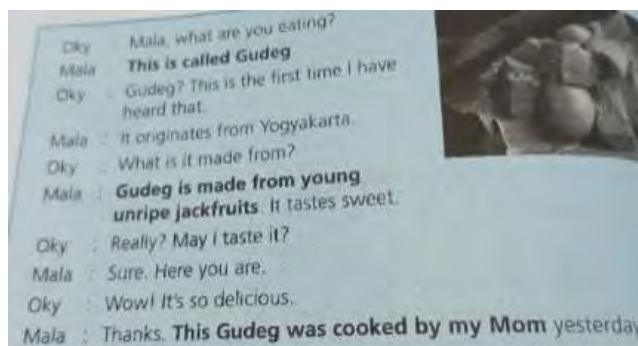 Oky Mala, what are you eating?
Mala This is called Gudeg
Oky : Gudeg? This is the first time I have
heard that.
Mala : It originates from Yogyakarta.
Oky : What is it made from?
Mala : Gudeg is made from young
unripe jackfruits. It tastes sweet.
Oky : Really? May I taste it?
Mala : Sure. Here you are.
Oky : Wow! It's so delicious.
Mala : Thanks. This Gudeg was cooked by my Mom yesterday